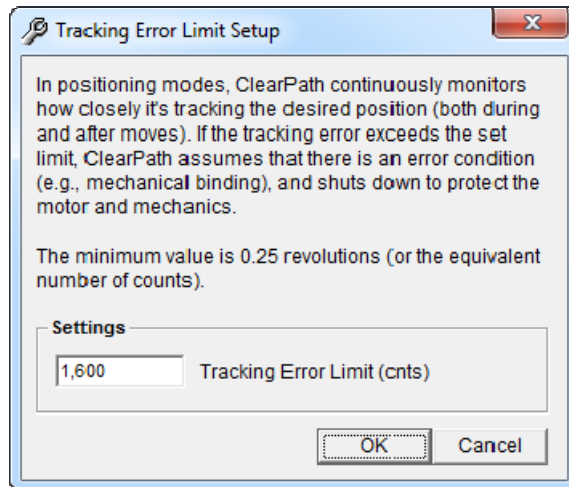 Tracking Error Limit Setup
In positioning modes, ClearPath continuously monitors
how closely it's tracking the desired position (both during
and after moves). If the tracking error exceeds the set
limit, ClearPath assumes that there is an error condition
(e.g., mechanical binding), and shuts down to protect the
motor and mechanics.
The minimum value is 0.25 revolutions (or the equivalent
number of counts).
Settings
1,600 Tracking Error Limit (cnts)
OK Cancel